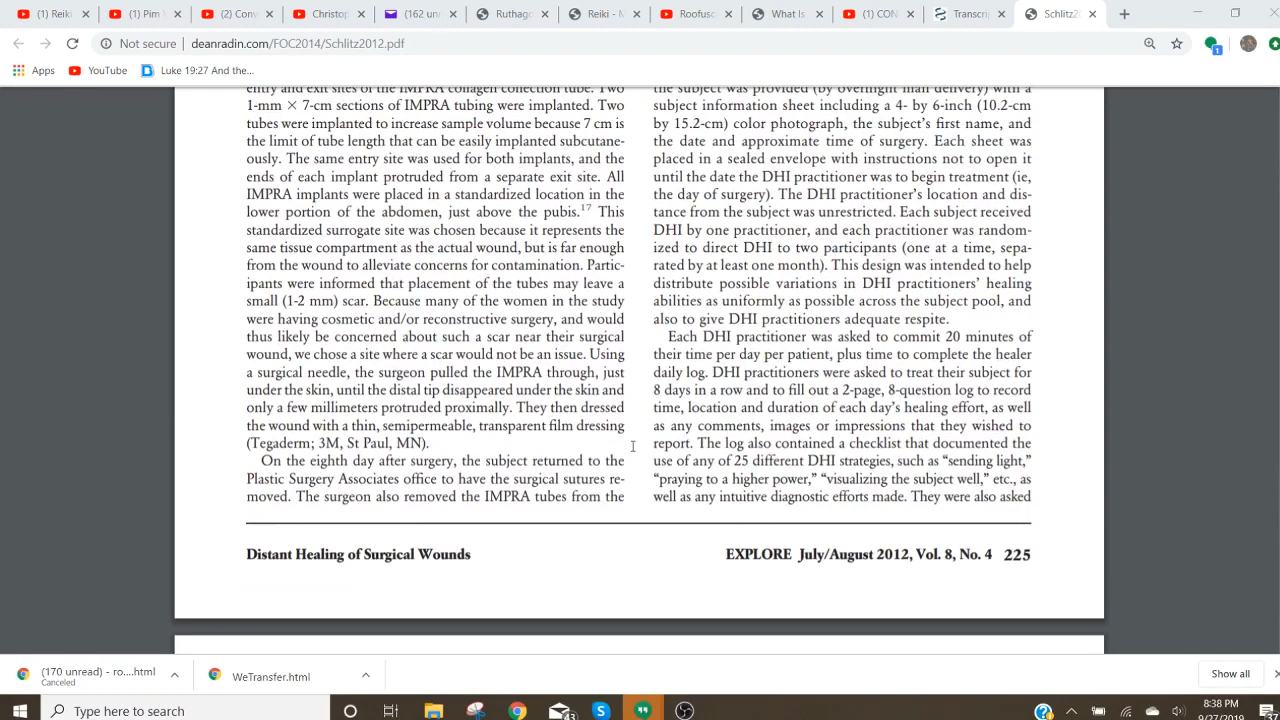 (1) Reiki
(1) Pim
(2) Conv
Christop
(162 unr
Ruthago
Reiki - M
Roofusc
What Is
(1) CON
Transcrip
Schlitz2
Not secure
deanradin.com/FOC2014/Schlitz2012.pdf
1
Apps
YouTube
Luke 19:27 And the...
entry and exit sites of the IMPRA collagen collection tube. Two
1-mm × 7-cm sections of IMPRA tubing were implanted. Two
tubes were implanted to increase sample volume because 7 cm is
the limit of tube length that can be easily implanted subcutane-
ously. The same entry site was used for both implants, and the
ends of each implant protruded from a separate exit site. All
IMPRA implants were placed in a standardized location in the
lower portion of the abdomen, just above the pubis.17 This
standardized surrogate site was chosen because it represents the
same tissue compartment as the actual wound, but is far enough
from the wound to alleviate concerns for contamination. Partic-
ipants were informed that placement of the tubes may leave a
small (1-2 mm) scar. Because many of the women in the study
were having cosmetic and/or reconstructive surgery, and would
thus likely be concerned about such a scar near their surgical
wound, we chose a site where a scar would not be an issue. Using
a surgical needle, the surgeon pulled the IMPRA through, just
under the skin, until the distal tip disappeared under the skin and
only a few millimeters protruded proximally. They then dressed
the wound with a thin, semipermeable, transparent film dressing
(Tegaderm; 3M, St Paul, MN).
On the eighth day after surgery, the subject returned to the
Plastic Surgery Associates office to have the surgical sutures re-
moved. The surgeon also removed the IMPRA tubes from the
the subject was provided (by overnight mail delivery) with a
subject information sheet including a 4- by 6-inch (10.2-cm
by 15.2-cm) color photograph, the subject's first name, and
the date and approximate time of surgery. Each sheet was
placed in a sealed envelope with instructions not to open it
until the date the DHI practitioner was to begin treatment (ie,
the day of surgery). The DHI practitioner's location and dis-
tance from the subject was unrestricted. Each subject received
DHI by one practitioner, and each practitioner was random-
ized to direct DHI to two participants (one at a time, sepa-
rated by at least one month). This design was intended to help
distribute possible variations in DHI practitioners' healing
abilities as uniformly as possible across the subject pool, and
also to give DHI practitioners adequate respite.
Each DHI practitioner was asked to commit 20 minutes of
their time per day per patient, plus time to complete the healer
daily log. DHI practitioners were asked to treat their subject for
8 days in a row and to fill out a 2-page, 8-question log to record
time, location and duration of each day's healing effort, as well
as any comments, images or impressions that they wished to
report. The log also contained a checklist that documented the
use of any of 25 different DHI strategies, such as “sending light,”
“praying to a higher power,” “visualizing the subject well,” etc., as
well as any intuitive diagnostic efforts made. They were also asked
Distant Healing of Surgical Wounds
EXPLORE July/August 2012, Vol. 8, No. 4 225
(170 unread) - ro....html
Canceled
WeTransfer.html
Show all
Type here to search
43
8:38 PM
9/27/2019